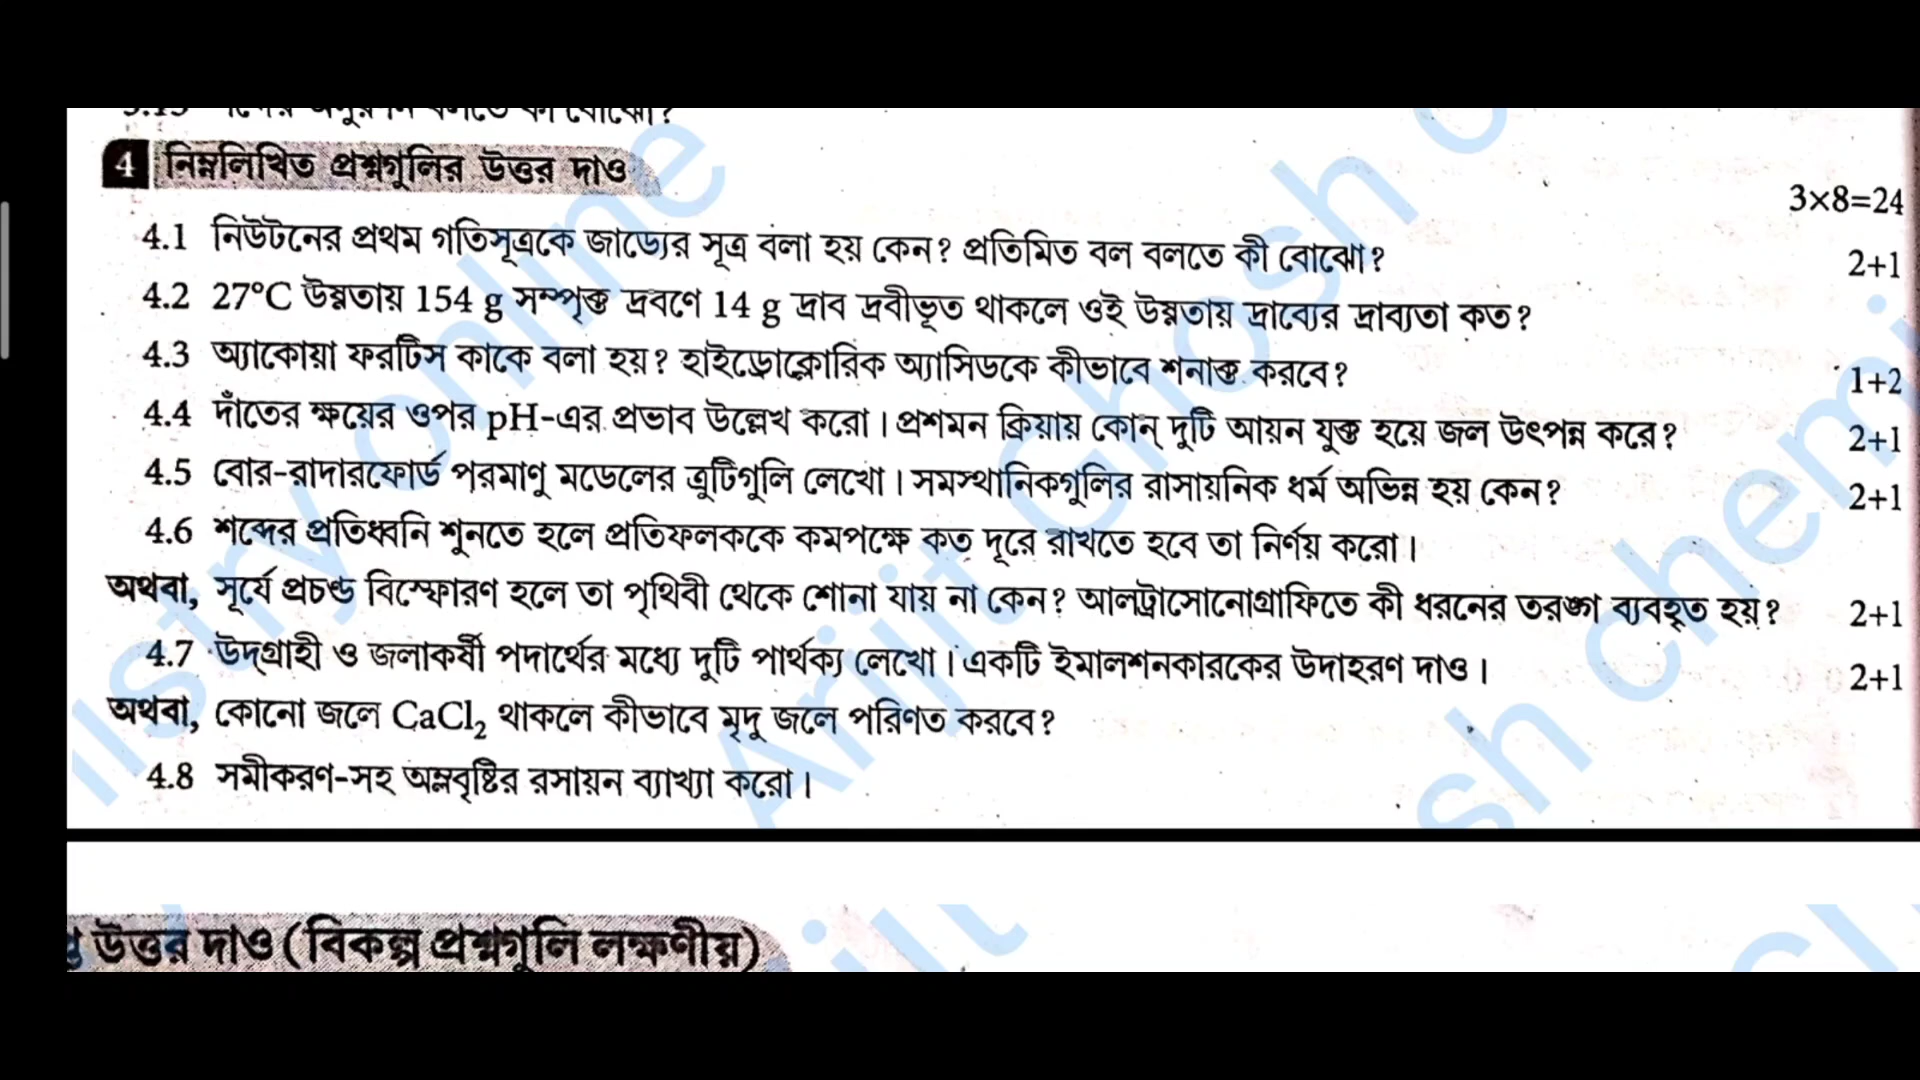 4 নিম্নলিখিত প্রশ্নগুলির উত্তর দাও
3×8=24
4.1 নিউটনের প্রথম গতিসূত্রকে জাড্যের সূত্র বলা হয় কেন? প্রতিমিত বল বলতে কী বোঝো? 2+1
4.2 27°C উষ্ণতায় 154 g সম্পৃক্ত দ্রবণে 14 g দ্রাব দ্রবীভূত থাকলে ওই উষ্ণতায় দ্রাব্যের দ্রাব্যতা কত?
4.3 অ্যাকোয়া ফরটিস কাকে বলা হয়? হাইড্রোক্লোরিক অ্যাসিডকে কীভাবে শনাক্ত করবে? 1+2
4.4 দাঁতের ক্ষয়ের ওপর pH-এর প্রভাব উল্লেখ করো। প্রশমন ক্রিয়ায় কোন্ দুটি আয়ন যুক্ত হয়ে জল উৎপন্ন করে? 2+1
4.5 বোর-রাদারফোর্ড পরমাণু মডেলের ত্রুটিগুলি লেখো। সমস্থানিকগুলির রাসায়নিক ধর্ম অভিন্ন হয় কেন? 2+1
4.6 শব্দের প্রতিধ্বনি শুনতে হলে প্রতিফলককে কমপক্ষে কত দূরে রাখতে হবে তা নির্ণয় করো।
অথবা, সূর্যে প্রচণ্ড বিস্ফোরণ হলে তা পৃথিবী থেকে শোনা যায় না কেন? আলট্রাসোনোগ্রাফিতে কী ধরনের তরঙ্গ ব্যবহৃত হয়? 2+1
4.7 উদ্‌গ্রাহী ও জলাকর্ষী পদার্থের মধ্যে দুটি পার্থক্য লেখো। একটি ইমালশনকারকের উদাহরণ দাও। 2+1
অথবা, কোনো জলে CaCl₂ থাকলে কীভাবে মৃদু জলে পরিণত করবে?
4.8 সমীকরণ-সহ অম্লবৃষ্টির রসায়ন ব্যাখ্যা করো।
উত্তর দাও (বিকল্প প্রশ্নগুলি লক্ষণীয়)
Arijit Ghosh